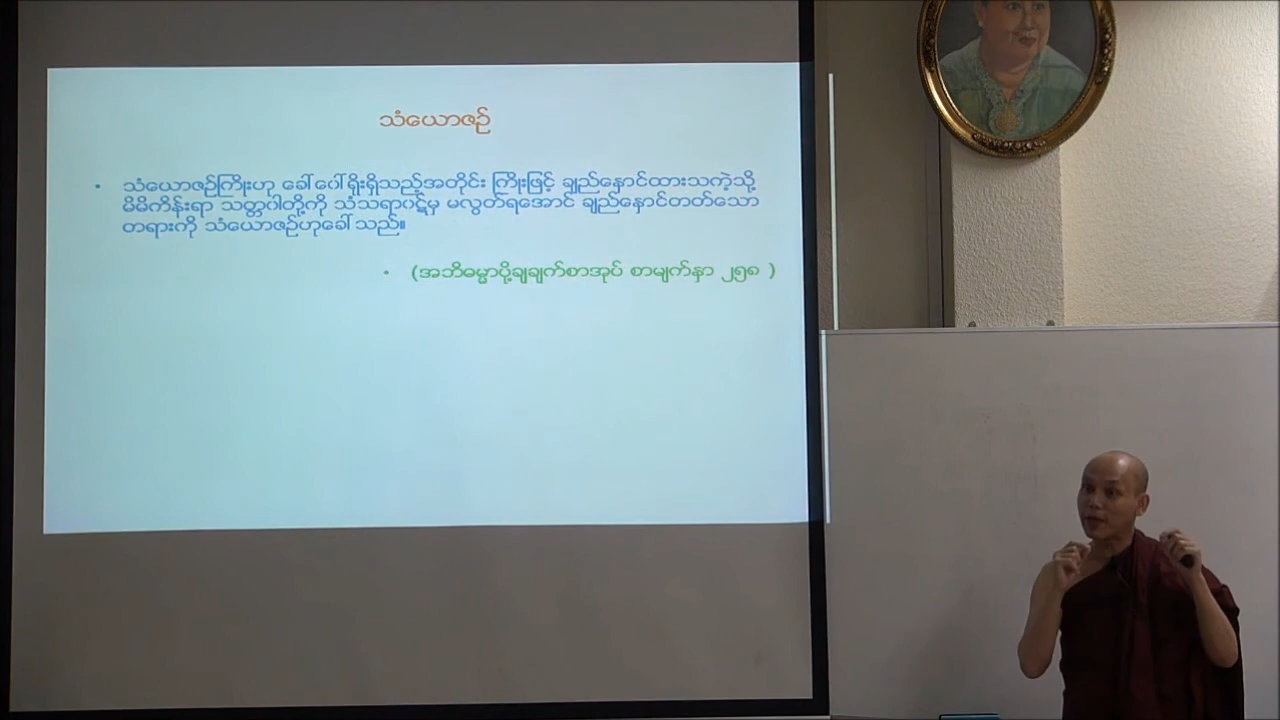 သံယောဇဉ်
• သံယောဇဉ်ကြိုးဟု ခေါ်ဝေါ်ရိုးရှိသည့်အတိုင်း ကြိုးဖြင့် ချည်နှောင်ထားသကဲ့သို့
မိမိကိန်းရာ သတ္တဝါတို့ကို သံသရာဝဋ်မှ မလွတ်ရအောင် ချည်နှောင်တတ်သော
တရားကို သံယောဇဉ်ဟုခေါ်သည်။
• (အဘိဓမ္မာပို့ချချက်စာအုပ် စာမျက်နှာ ၂၅၈ )